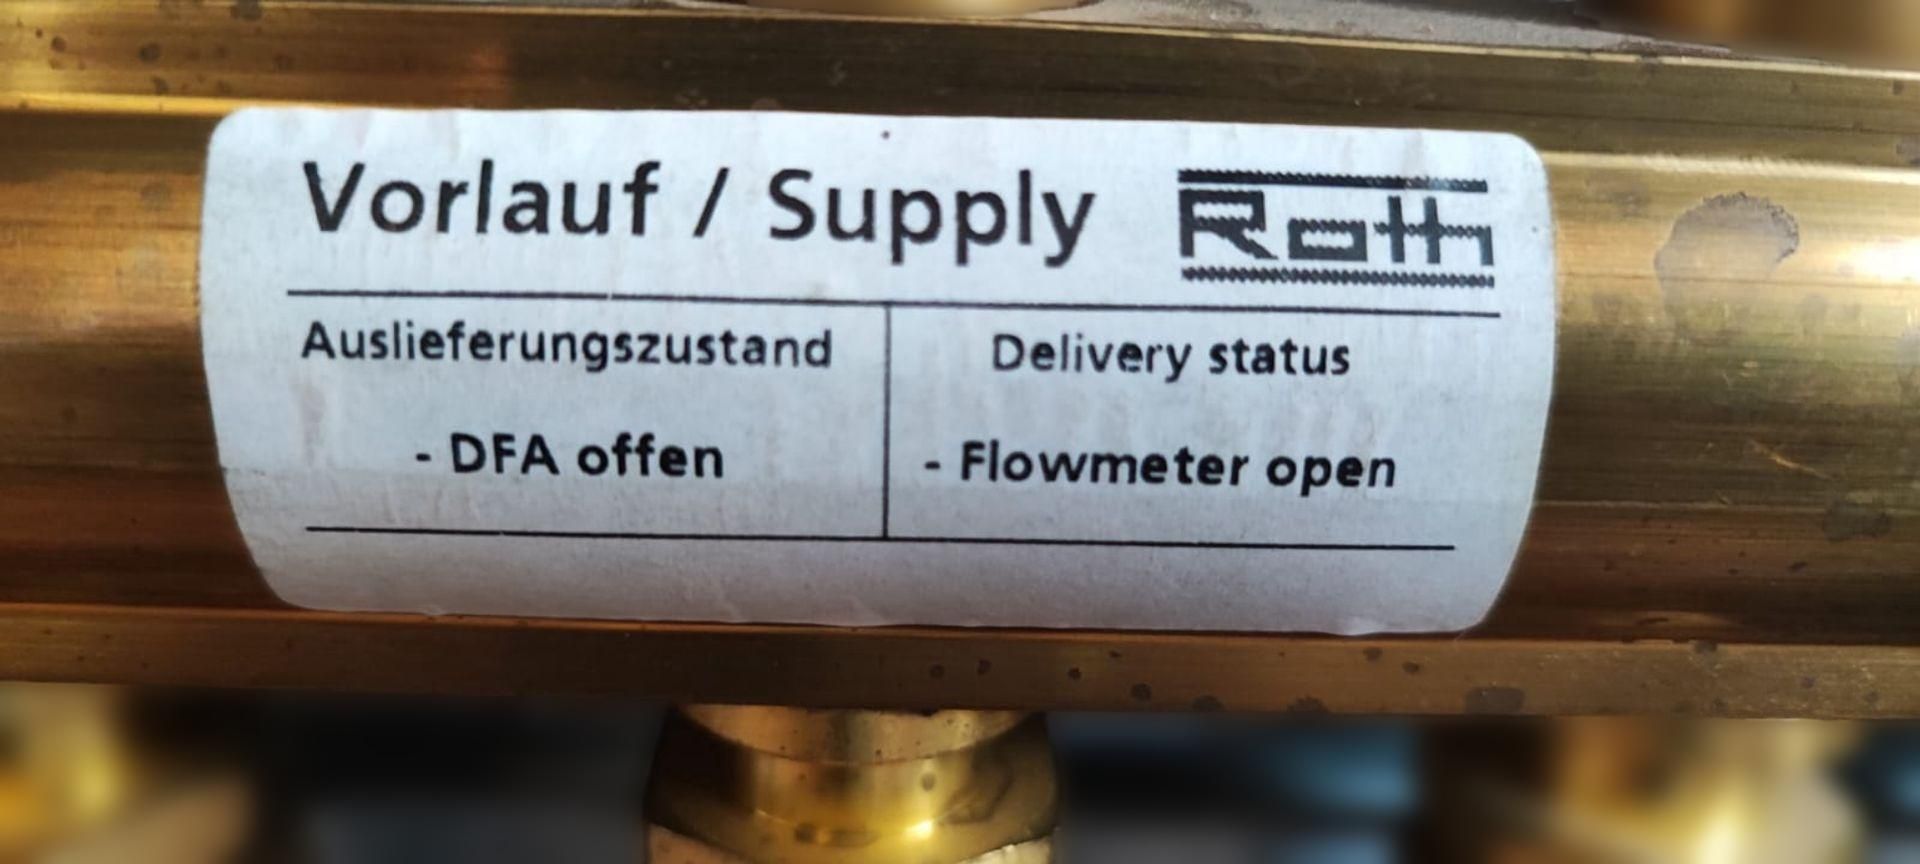 Vorlauf / Supply Roth
Auslieferungszustand Delivery status
- DFA offen - Flowmeter open